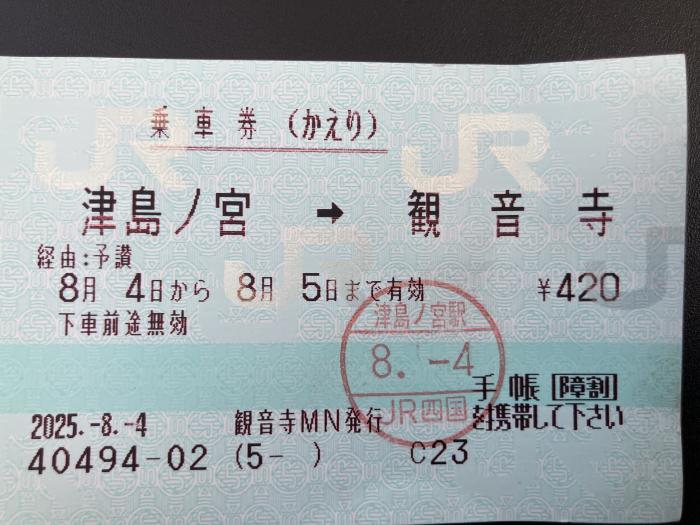 乗車券 (かえり)
津島ノ宮 → 観音寺
経由:予讃
8月 4日から 8月 5日まで有効 ¥420
下車前途無効
津島ノ宮駅
8.-4
JR四国
手帳 障割
を携帯して下さい
2025.-8.-4 観音寺MN発行
40494-02 (5- ) C23
JR
JR
JR